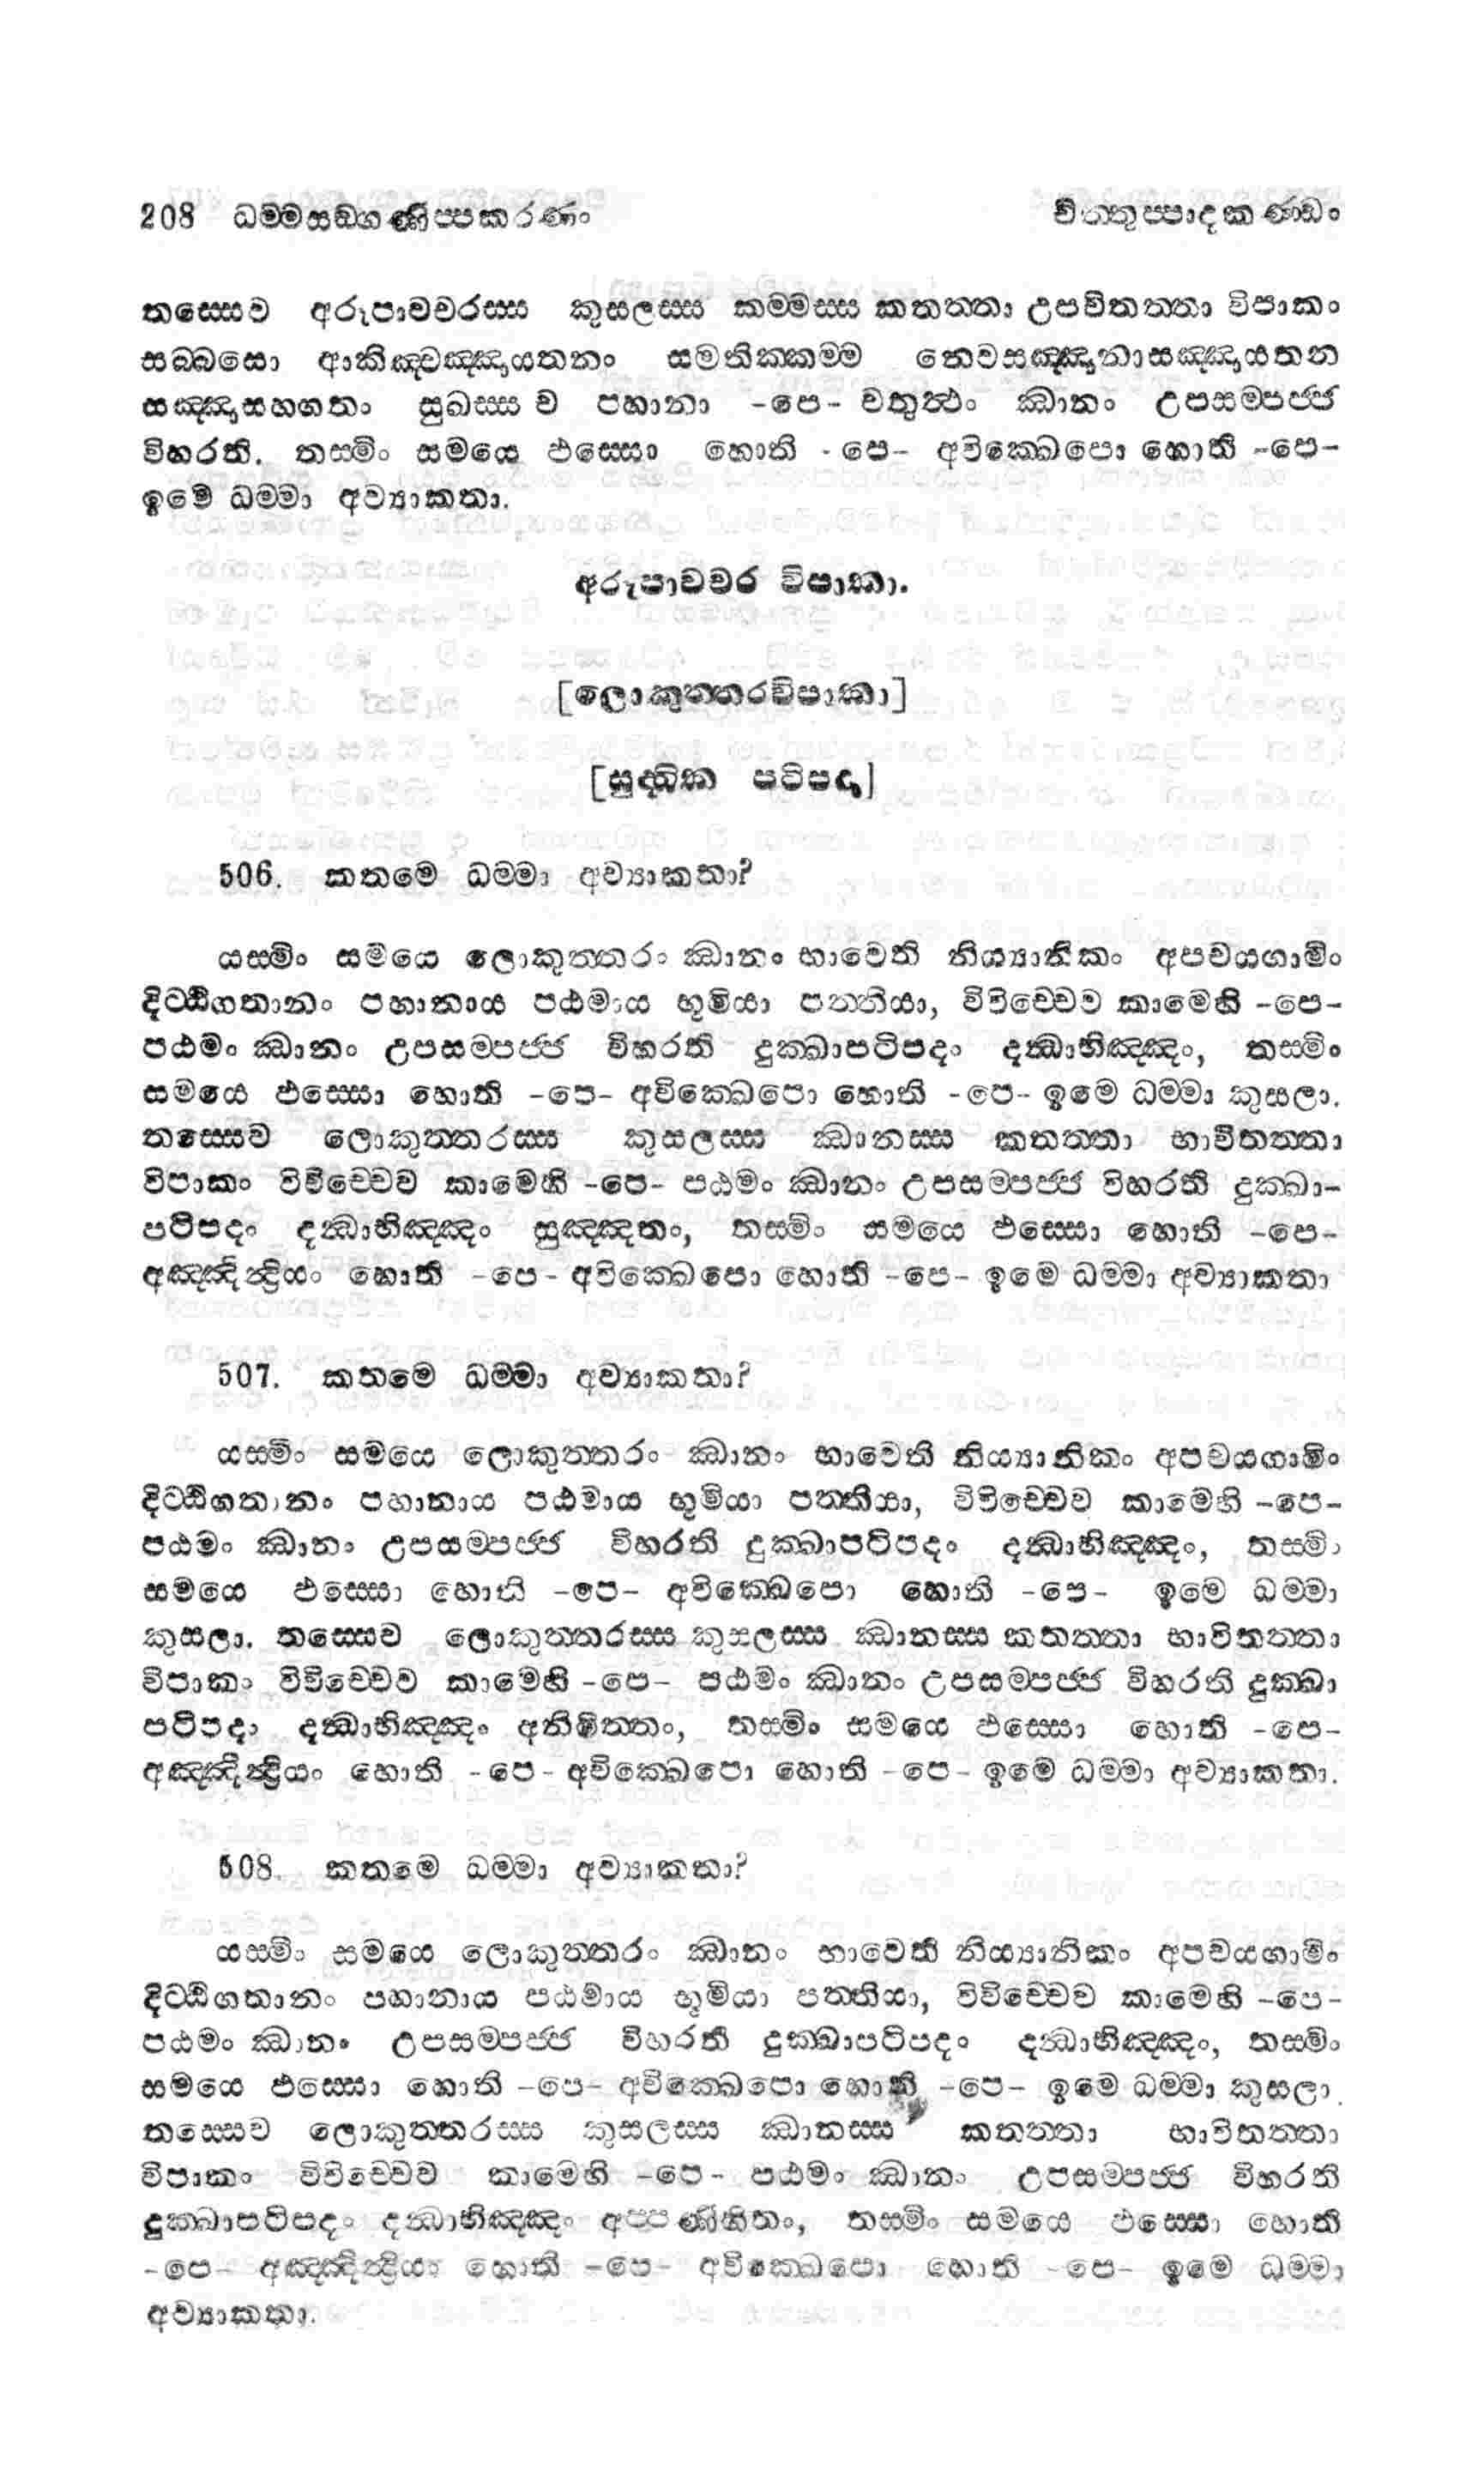 208 ධම්මසඞ්ගණිප්පකරණං චිත්තුප්පාදකණ්ඩං
තස්සෙව අරූපාවචරස්ස කුසලස්ස කම්මස්ස කතත්තා උපචිතත්තා විපාකං
සබ්බසො ආකිඤ්චඤ්ඤායතනං සමතික්කම්ම නෙවසඤ්ඤානාසඤ්ඤායතන
සඤ්ඤාසහගතං සුඛස්ස ච පහානා -පෙ- චතුත්ථං ඣානං උපසම්පජ්ජ
විහරති. තස්මිං සමයෙ ඵස්සො හොති -පෙ- අවික්ඛෙපො හොති -පෙ-
ඉමෙ ධම්මා අව්‍යාකතා.
අරූපාවචර විපාකා.
[ලොකුත්තරවිපාකා]
[සුද්ධික පටිපදා]
506. කතමෙ ධම්මා අව්‍යාකතා?
යස්මිං සමයෙ ලොකුත්තරං ඣානං භාවෙති නිය්‍යානිකං අපචයගාමිං
දිට්ඨිගතානං පහානාය පඨමාය භූමියා පත්තියා, විවිච්චෙව කාමෙහි -පෙ-
පඨමං ඣානං උපසම්පජ්ජ විහරති දුක්ඛාපටිපදං දන්ධාභිඤ්ඤං, තස්මිං
සමයෙ ඵස්සො හොති -පෙ- අවික්ඛෙපො හොති -පෙ- ඉමෙ ධම්මා කුසලා.
තස්සෙව ලොකුත්තරස්ස කුසලස්ස ඣානස්ස කතත්තා භාවිතත්තා
විපාකං විවිච්චෙව කාමෙහි -පෙ- පඨමං ඣානං උපසම්පජ්ජ විහරති දුක්ඛා-
පටිපදං දන්ධාභිඤ්ඤං සුඤ්ඤතං, තස්මිං සමයෙ ඵස්සො හොති -පෙ-
අඤ්ඤින්ද්‍රියං හොති -පෙ- අවික්ඛෙපො හොති -පෙ- ඉමෙ ධම්මා අව්‍යාකතා
507. කතමෙ ධම්මා අව්‍යාකතා?
යස්මිං සමයෙ ලොකුත්තරං ඣානං භාවෙති නිය්‍යානිකං අපචයගාමිං
දිට්ඨිගතානං පහානාය පඨමාය භූමියා පත්තියා, විවිච්චෙව කාමෙහි -පෙ-
පඨමං ඣානං උපසම්පජ්ජ විහරති දුක්ඛාපටිපදං දන්ධාභිඤ්ඤං, තස්මිං
සමයෙ ඵස්සො හොති -පෙ- අවික්ඛෙපො හොති -පෙ- ඉමෙ ධම්මා
කුසලා. තස්සෙව ලොකුත්තරස්ස කුසලස්ස ඣානස්ස කතත්තා භාවිතත්තා
විපාකං විවිච්චෙව කාමෙහි -පෙ- පඨමං ඣානං උපසම්පජ්ජ විහරති දුක්ඛා
පටිපදං දන්ධාභිඤ්ඤං අනිමිත්තං, තස්මිං සමයෙ ඵස්සො හොති -පෙ-
අඤ්ඤින්ද්‍රියං හොති -පෙ- අවික්ඛෙපො හොති -පෙ- ඉමෙ ධම්මා අව්‍යාකතා.
508. කතමෙ ධම්මා අව්‍යාකතා?
යස්මිං සමයෙ ලොකුත්තරං ඣානං භාවෙති නිය්‍යානිකං අපචයගාමිං
දිට්ඨිගතානං පහානාය පඨමාය භූමියා පත්තියා, විවිච්චෙව කාමෙහි -පෙ-
පඨමං ඣානං උපසම්පජ්ජ විහරති දුක්ඛාපටිපදං දන්ධාභිඤ්ඤං, තස්මිං
සමයෙ ඵස්සො හොති -පෙ- අවික්ඛෙපො හොති -පෙ- ඉමෙ ධම්මා කුසලා.
තස්සෙව ලොකුත්තරස්ස කුසලස්ස ඣානස්ස කතත්තා භාවිතත්තා
විපාකං විවිච්චෙව කාමෙහි -පෙ- පඨමං ඣානං උපසම්පජ්ජ විහරති
දුක්ඛාපටිපදං දන්ධාභිඤ්ඤං අප්පණිහිතං, තස්මිං සමයෙ ඵස්සො හොති
-පෙ- අඤ්ඤින්ද්‍රියං හොති -පෙ- අවික්ඛෙපො හොති -පෙ- ඉමෙ ධම්මා
අව්‍යාකතා.